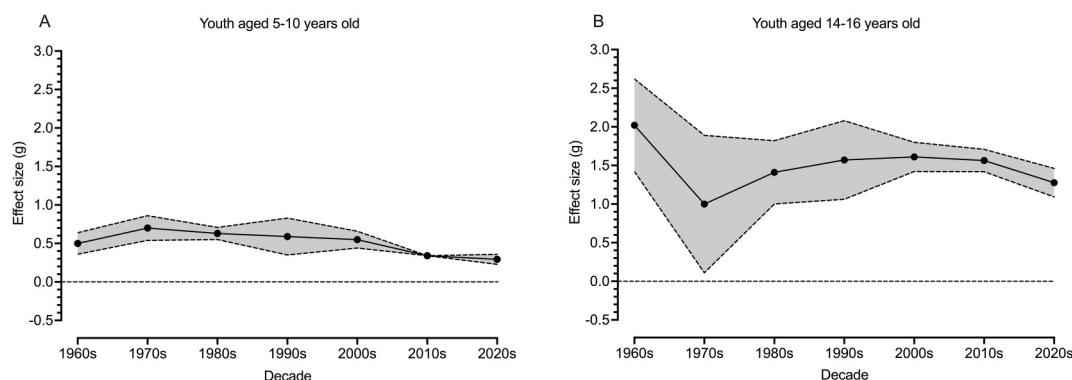 A
Youth aged 5-10 years old
3.0
2.5
2.0
1.5
1.0
0.5
0.0
-0.5
Effect size (g)
1960s 1970s 1980s 1990s 2000s 2010s 2020s
Decade
B
Youth aged 14-16 years old
3.0
2.5
2.0
1.5
1.0
0.5
0.0
-0.5
Effect size (g)
1960s 1970s 1980s 1990s 2000s 2010s 2020s
Decade